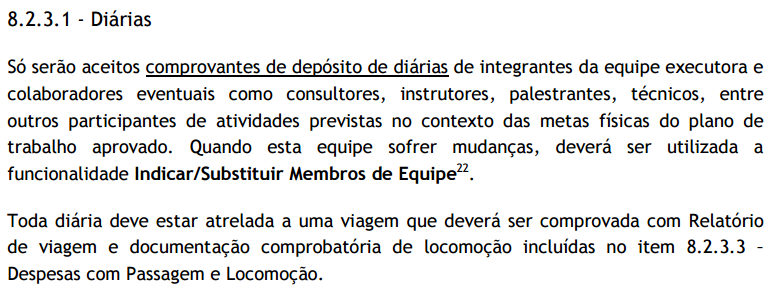 8.2.3.1 - Diárias
Só serão aceitos comprovantes de depósito de diárias de integrantes da equipe executora e
colaboradores eventuais como consultores, instrutores, palestrantes, técnicos, entre
outros participantes de atividades previstas no contexto das metas físicas do plano de
trabalho aprovado. Quando esta equipe sofrer mudanças, deverá ser utilizada a
funcionalidade Indicar/Substituir Membros de Equipe22.
Toda diária deve estar atrelada a uma viagem que deverá ser comprovada com Relatório
de viagem e documentação comprobatória de locomoção incluídas no item 8.2.3.3 –
Despesas com Passagem e Locomoção.